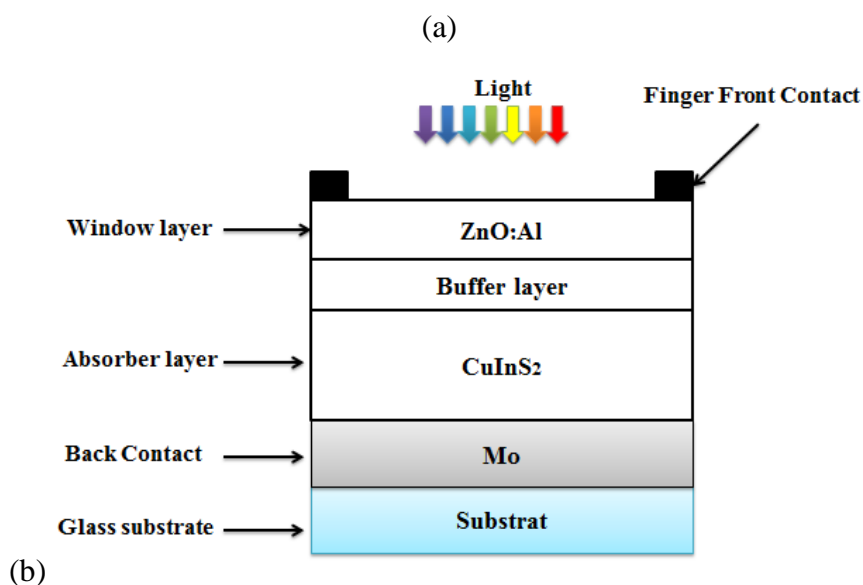 (a)
Light
Finger Front Contact
Window layer
ZnO:Al
Buffer layer
Absorber layer
CuInS2
Back Contact
Mo
Glass substrate
Substrat
(b)